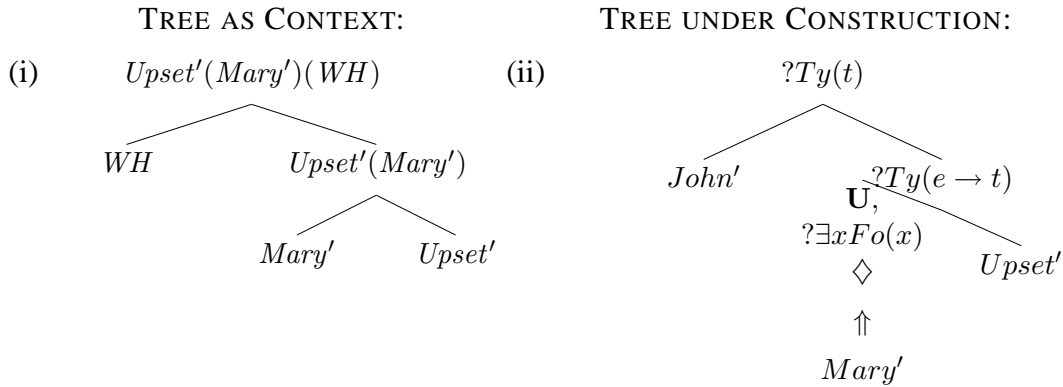 TREE AS CONTEXT: TREE UNDER CONSTRUCTION:
(i) Upset′(Mary′)(WH) (ii) ?Ty(t)
WH Upset′(Mary′) John′ ?Ty(e → t)
U,
Mary′ Upset′ ?∃xFo(x) Upset′
◇
⇑
Mary′